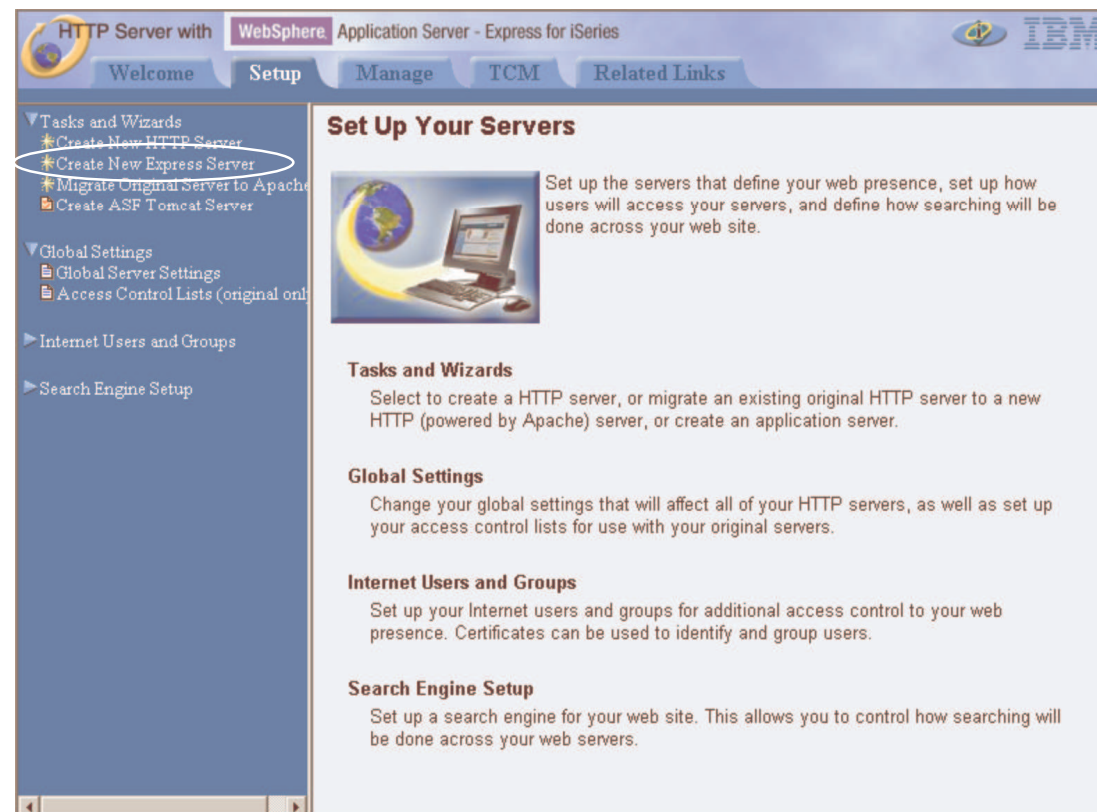 HTTP Server with WebSphere. Application Server - Express for iSeries
IBM
Welcome Setup Manage TCM Related Links
Tasks and Wizards
Create New HTTP Server
Create New Express Server
Migrate Original Server to Apache
Create ASF Tomcat Server
Global Settings
Global Server Settings
Access Control Lists (original onl
Internet Users and Groups
Search Engine Setup
Set Up Your Servers
Set up the servers that define your web presence, set up how
users will access your servers, and define how searching will be
done across your web site.
Tasks and Wizards
Select to create a HTTP server, or migrate an existing original HTTP server to a new
HTTP (powered by Apache) server, or create an application server.
Global Settings
Change your global settings that will affect all of your HTTP servers, as well as set up
your access control lists for use with your original servers.
Internet Users and Groups
Set up your Internet users and groups for additional access control to your web
presence. Certificates can be used to identify and group users.
Search Engine Setup
Set up a search engine for your web site. This allows you to control how searching will
be done across your web servers.